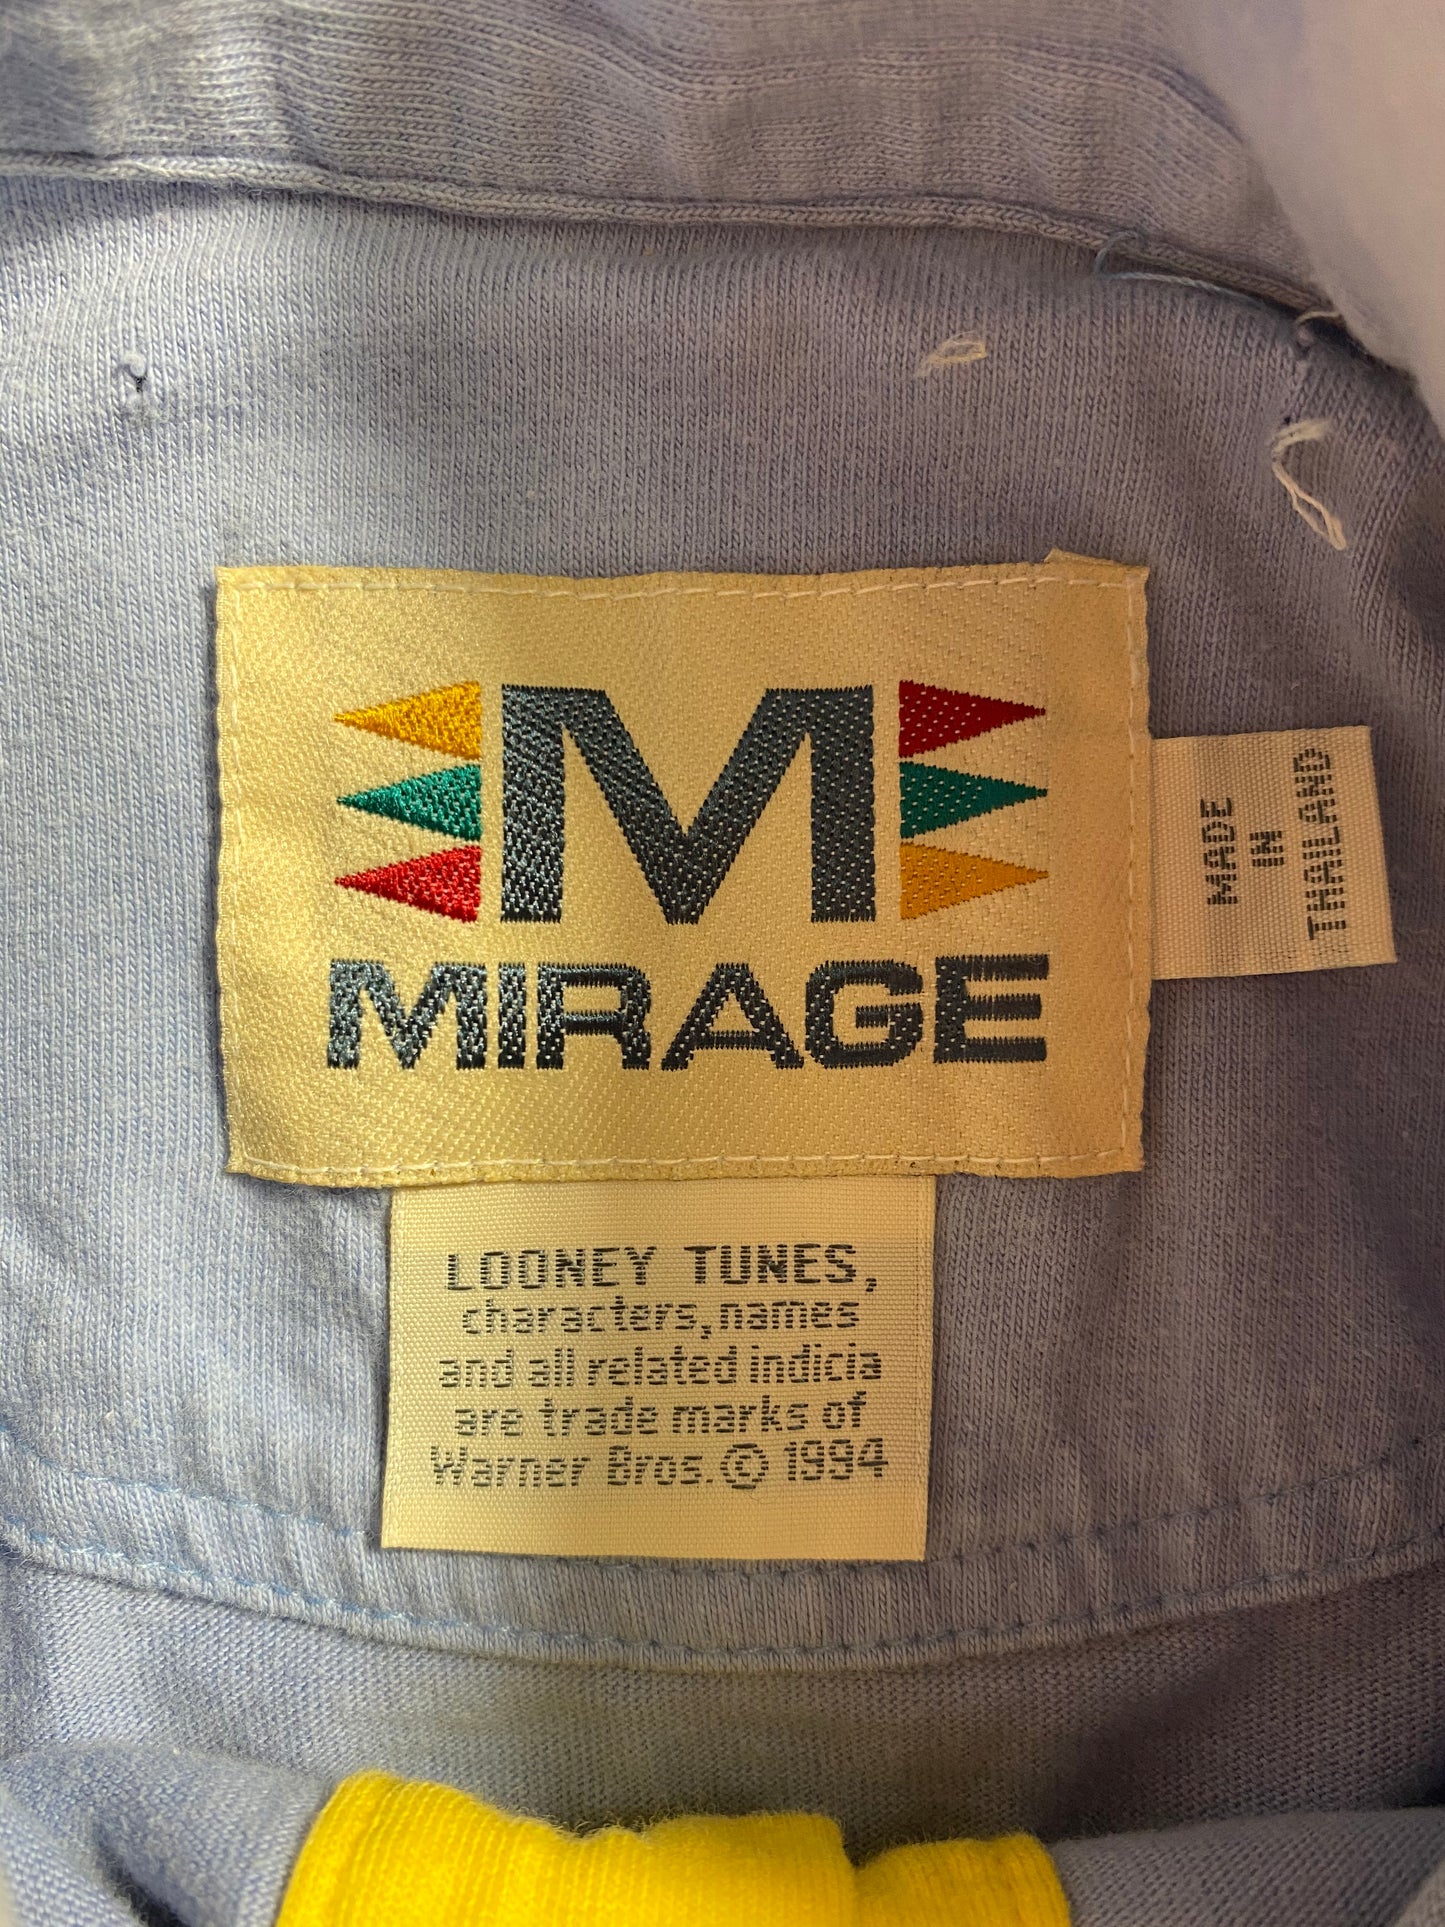 M
MIRAGE
MADE
IN
THAILAND
LOONEY TUNES,
characters, names
and all related indicia
are trade marks of
Warner Bros. © 1994